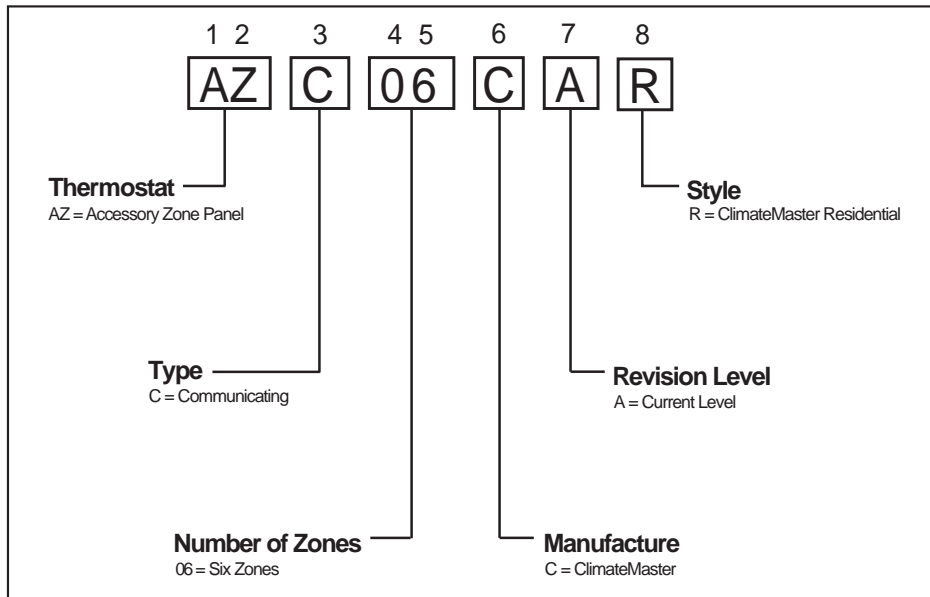 1 2 3 4 5 6 7 8
AZ C 06 C A R
Thermostat
AZ = Accessory Zone Panel
Style
R = ClimateMaster Residential
Type
C = Communicating
Revision Level
A = Current Level
Number of Zones
06 = Six Zones
Manufacture
C = ClimateMaster